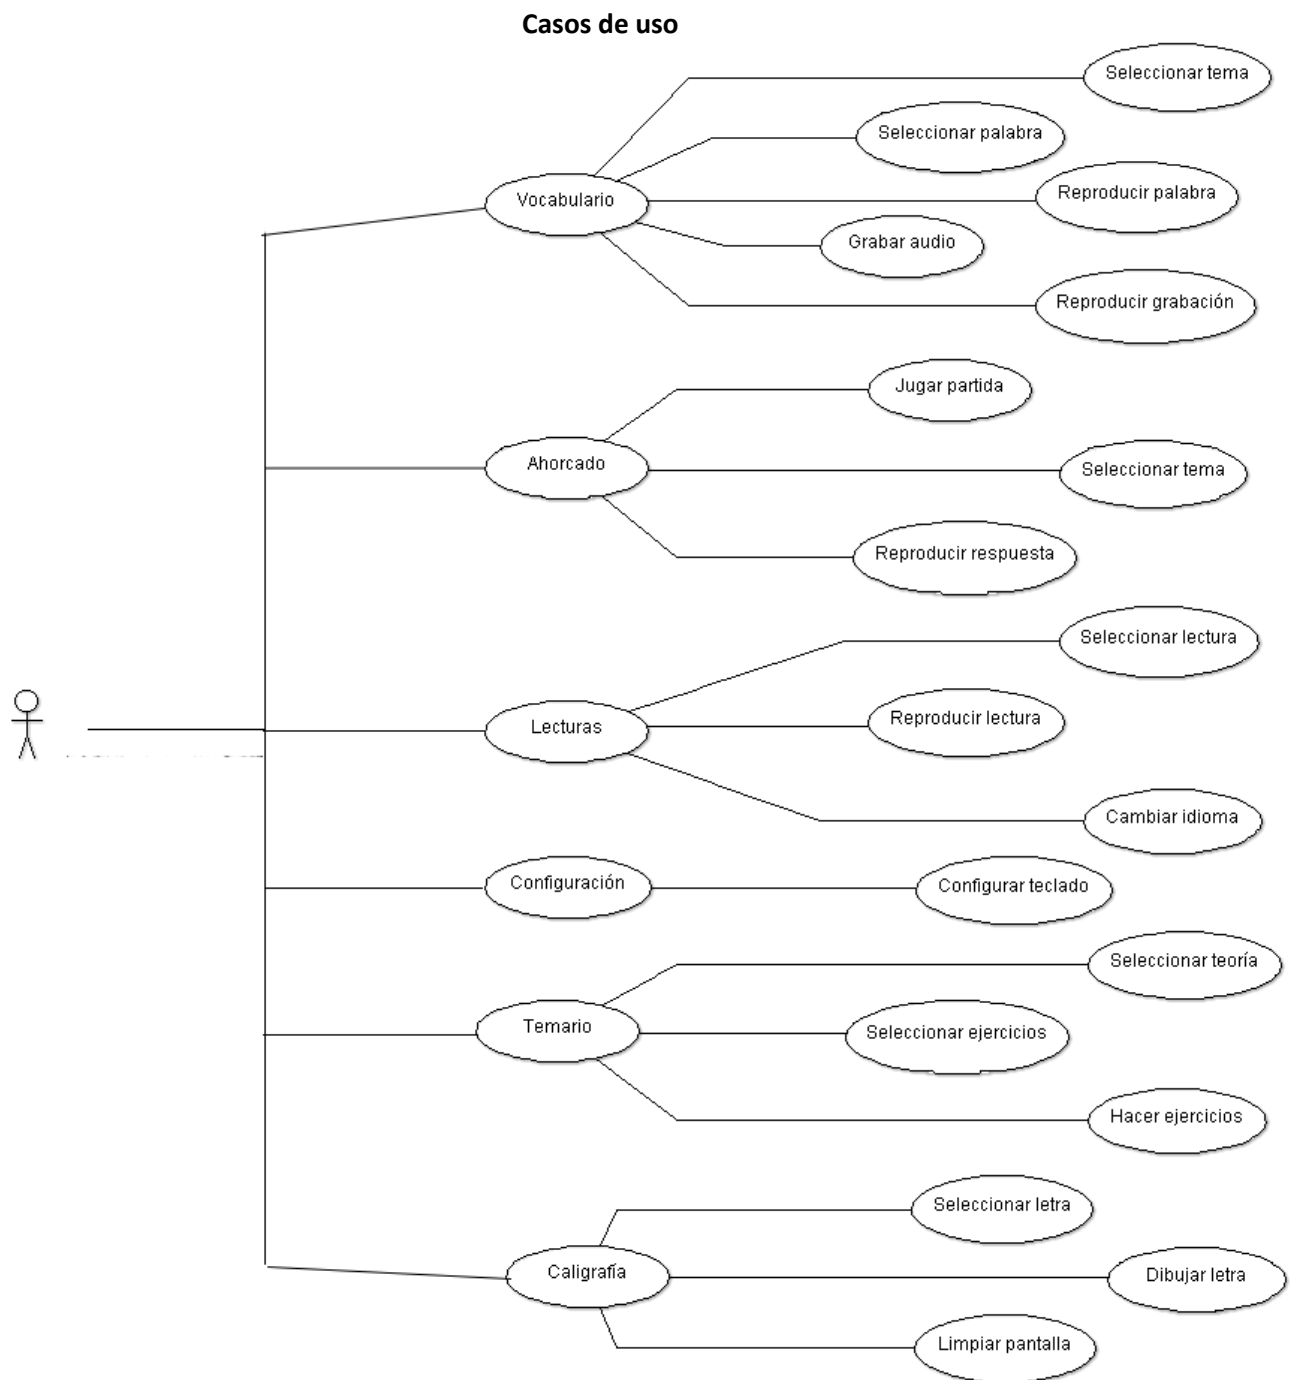 Casos de uso
Seleccionar tema
Seleccionar palabra
Vocabulario
Reproducir palabra
Grabar audio
Reproducir grabación
Jugar partida
Ahorcado
Seleccionar tema
Reproducir respuesta
Seleccionar lectura
Lecturas
Reproducir lectura
Cambiar idioma
Configuración
Configurar teclado
Seleccionar teoría
Temario
Seleccionar ejercicios
Hacer ejercicios
Seleccionar letra
Caligrafía
Dibujar letra
Limpiar pantalla